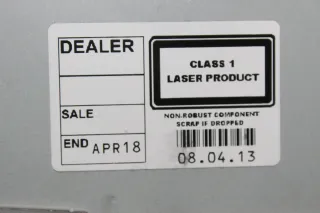 DEALER
SALE
END APR18
CLASS 1
LASER PRODUCT
NON-ROBUST COMPONENT
SCRAP IF DROPPED
08.04.13